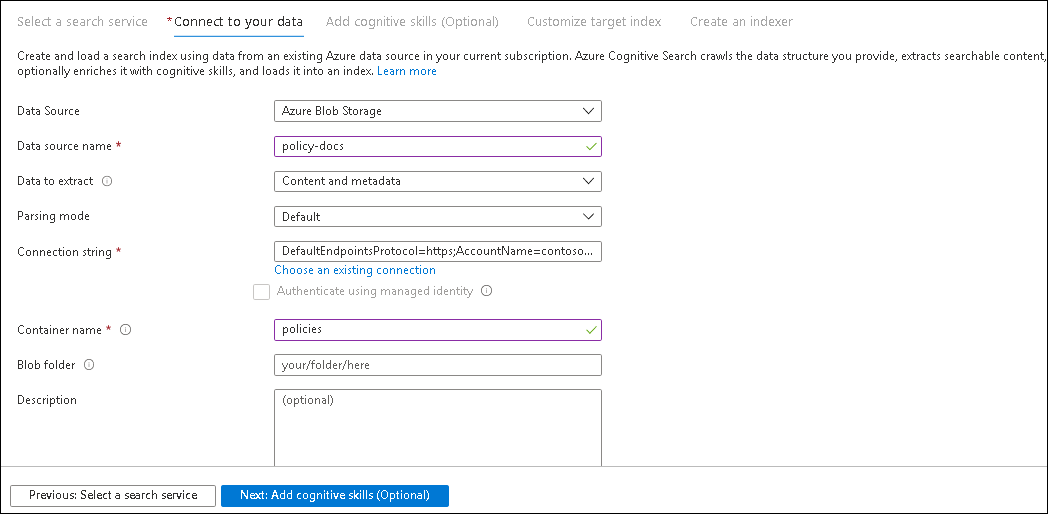 Select a search service *Connect to your data Add cognitive skills (Optional) Customize target index Create an indexer
Create and load a search index using data from an existing Azure data source in your current subscription. Azure Cognitive Search crawls the data structure you provide, extracts searchable content,
optionally enriches it with cognitive skills, and loads it into an index. Learn more
Data Source Azure Blob Storage
Data source name * policy-docs
Data to extract Content and metadata
Parsing mode Default
Connection string * DefaultEndpointsProtocol=https;AccountName=contoso...
Choose an existing connection
Authenticate using managed identity
Container name * policies
Blob folder your/folder/here
Description (optional)
Previous: Select a search service Next: Add cognitive skills (Optional)